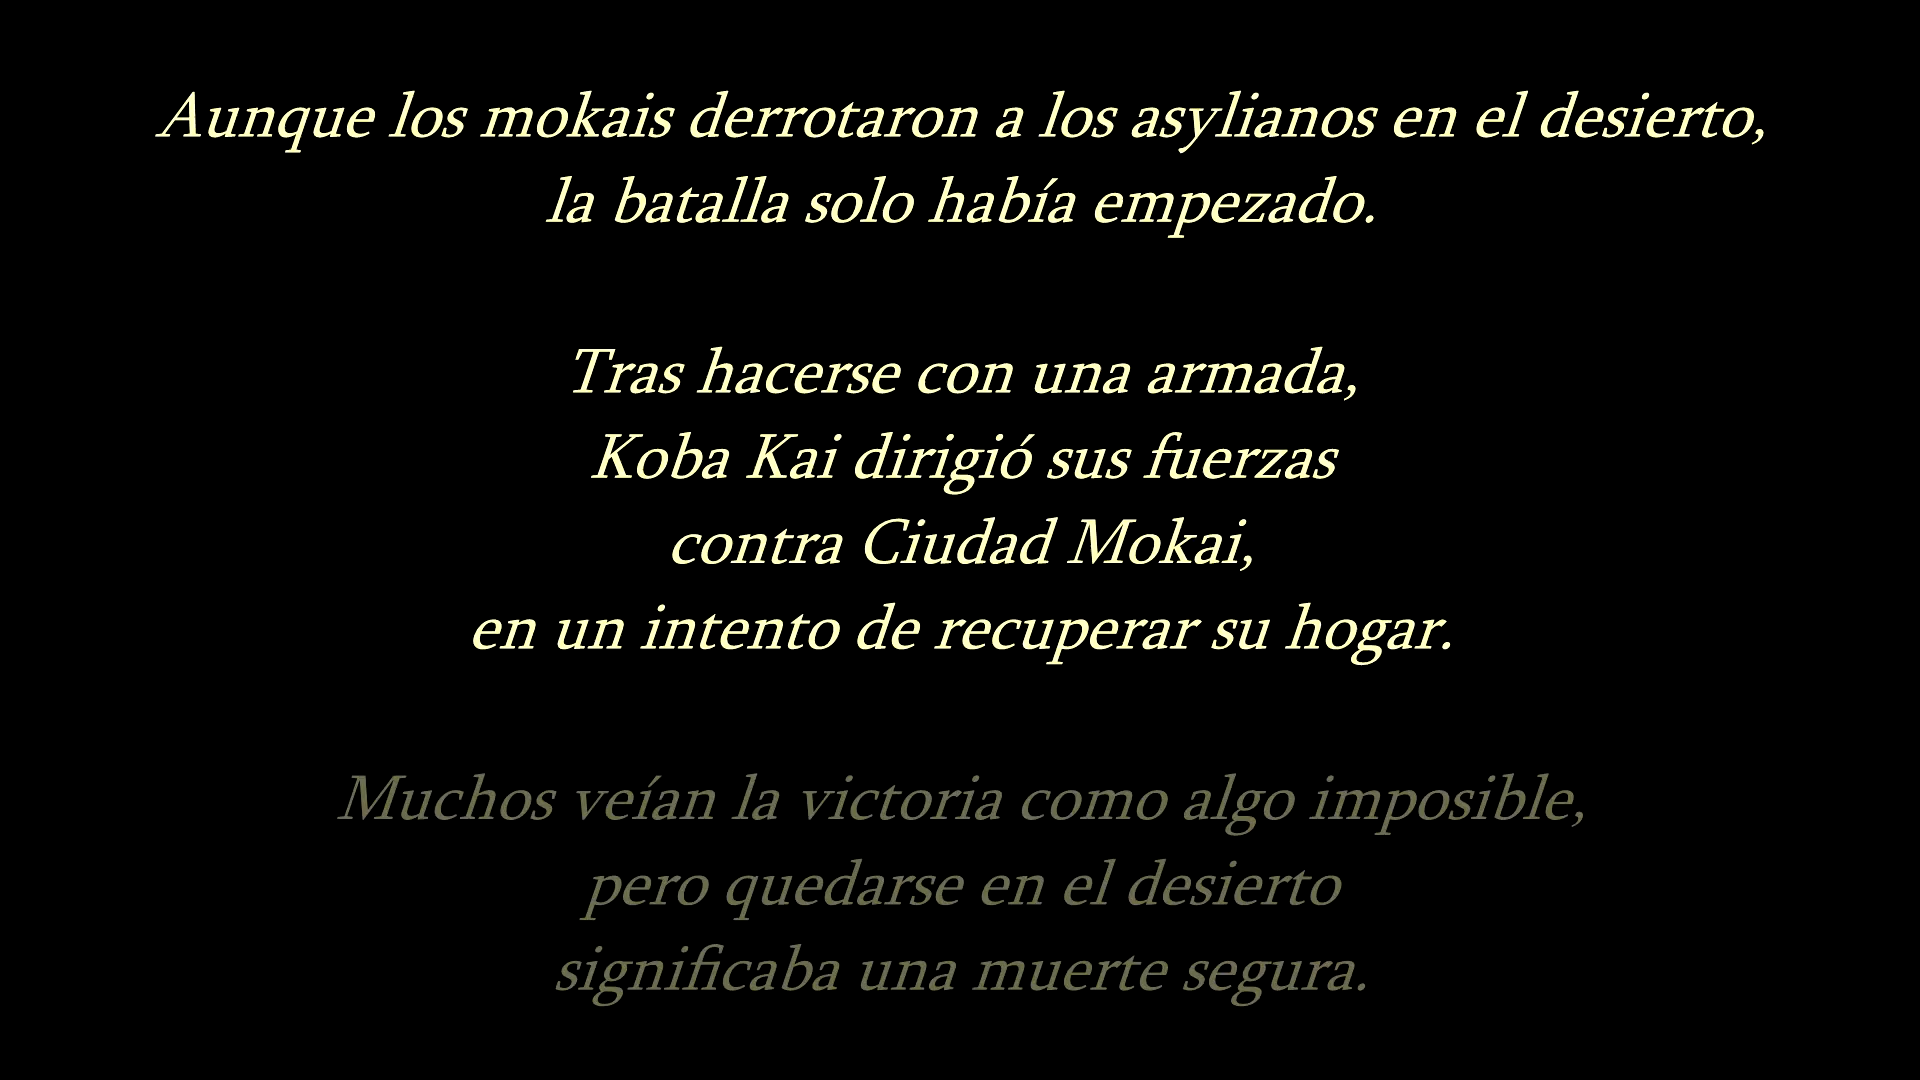 Aunque los mokais derrotaron a los asylianos en el desierto,
la batalla solo había empezado.
Tras hacerse con una armada,
Koba Kai dirigió sus fuerzas
contra Ciudad Mokai,
en un intento de recuperar su hogar.
Muchos veían la victoria como algo imposible,
pero quedarse en el desierto
significaba una muerte segura.